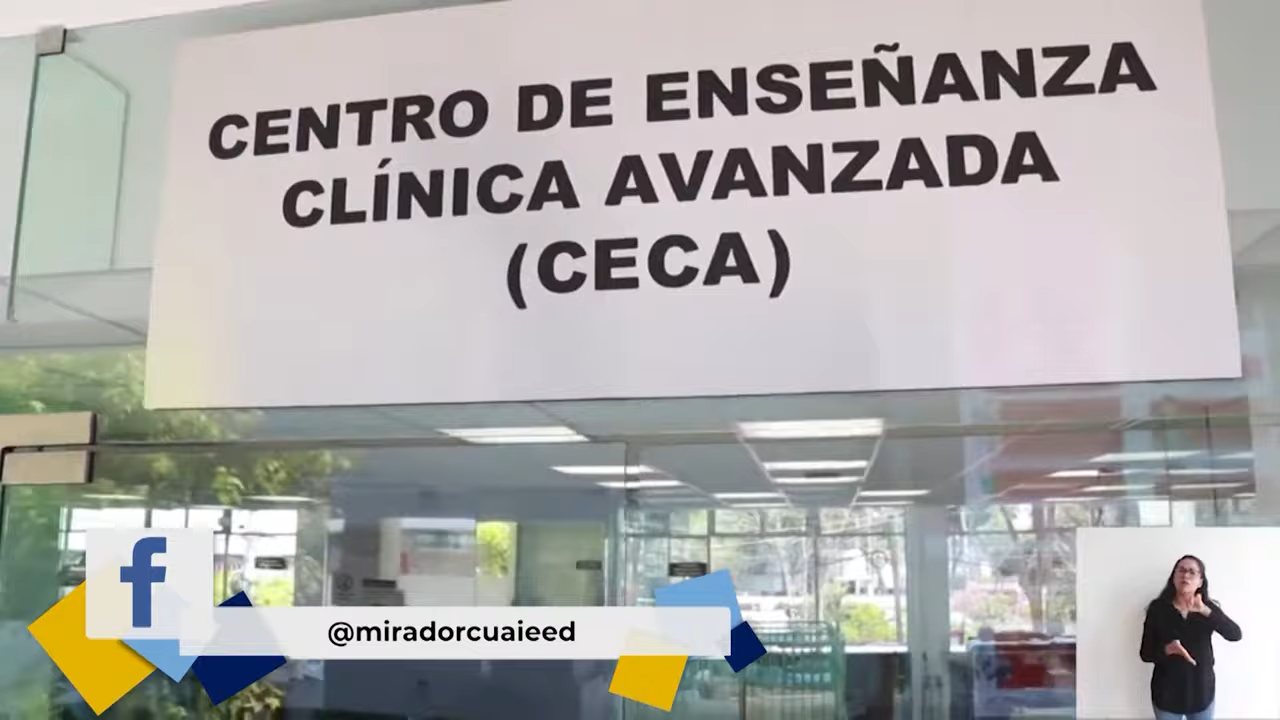 CENTRO DE ENSEÑANZA
CLÍNICA AVANZADA
(CECA)
f
@miradorcuaieed